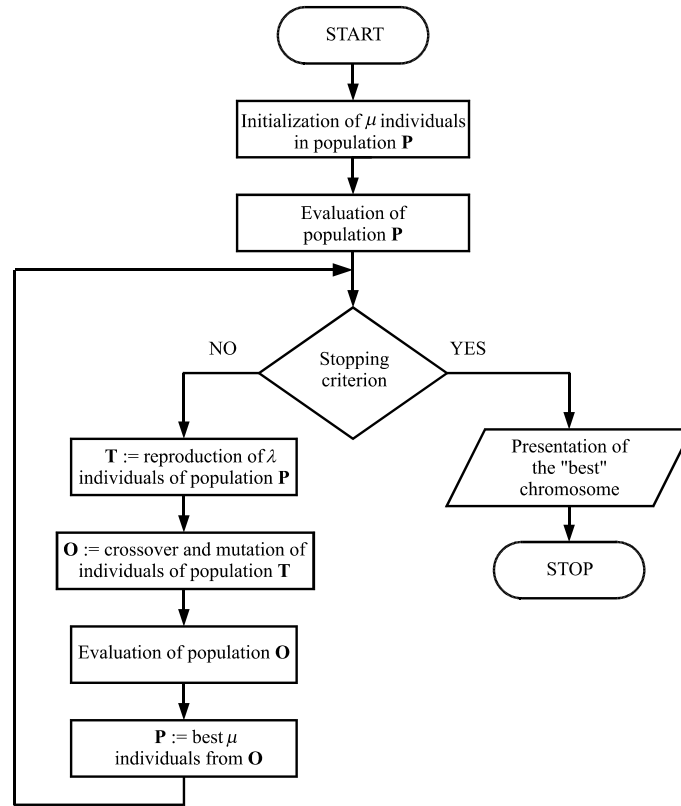 START
Initialization of μ individuals
in population P
Evaluation of
population P
Stopping
criterion
NO
YES
T := reproduction of λ
individuals of population P
O := crossover and mutation of
individuals of population T
Evaluation of population O
P := best μ
individuals from O
Presentation of
the "best"
chromosome
STOP